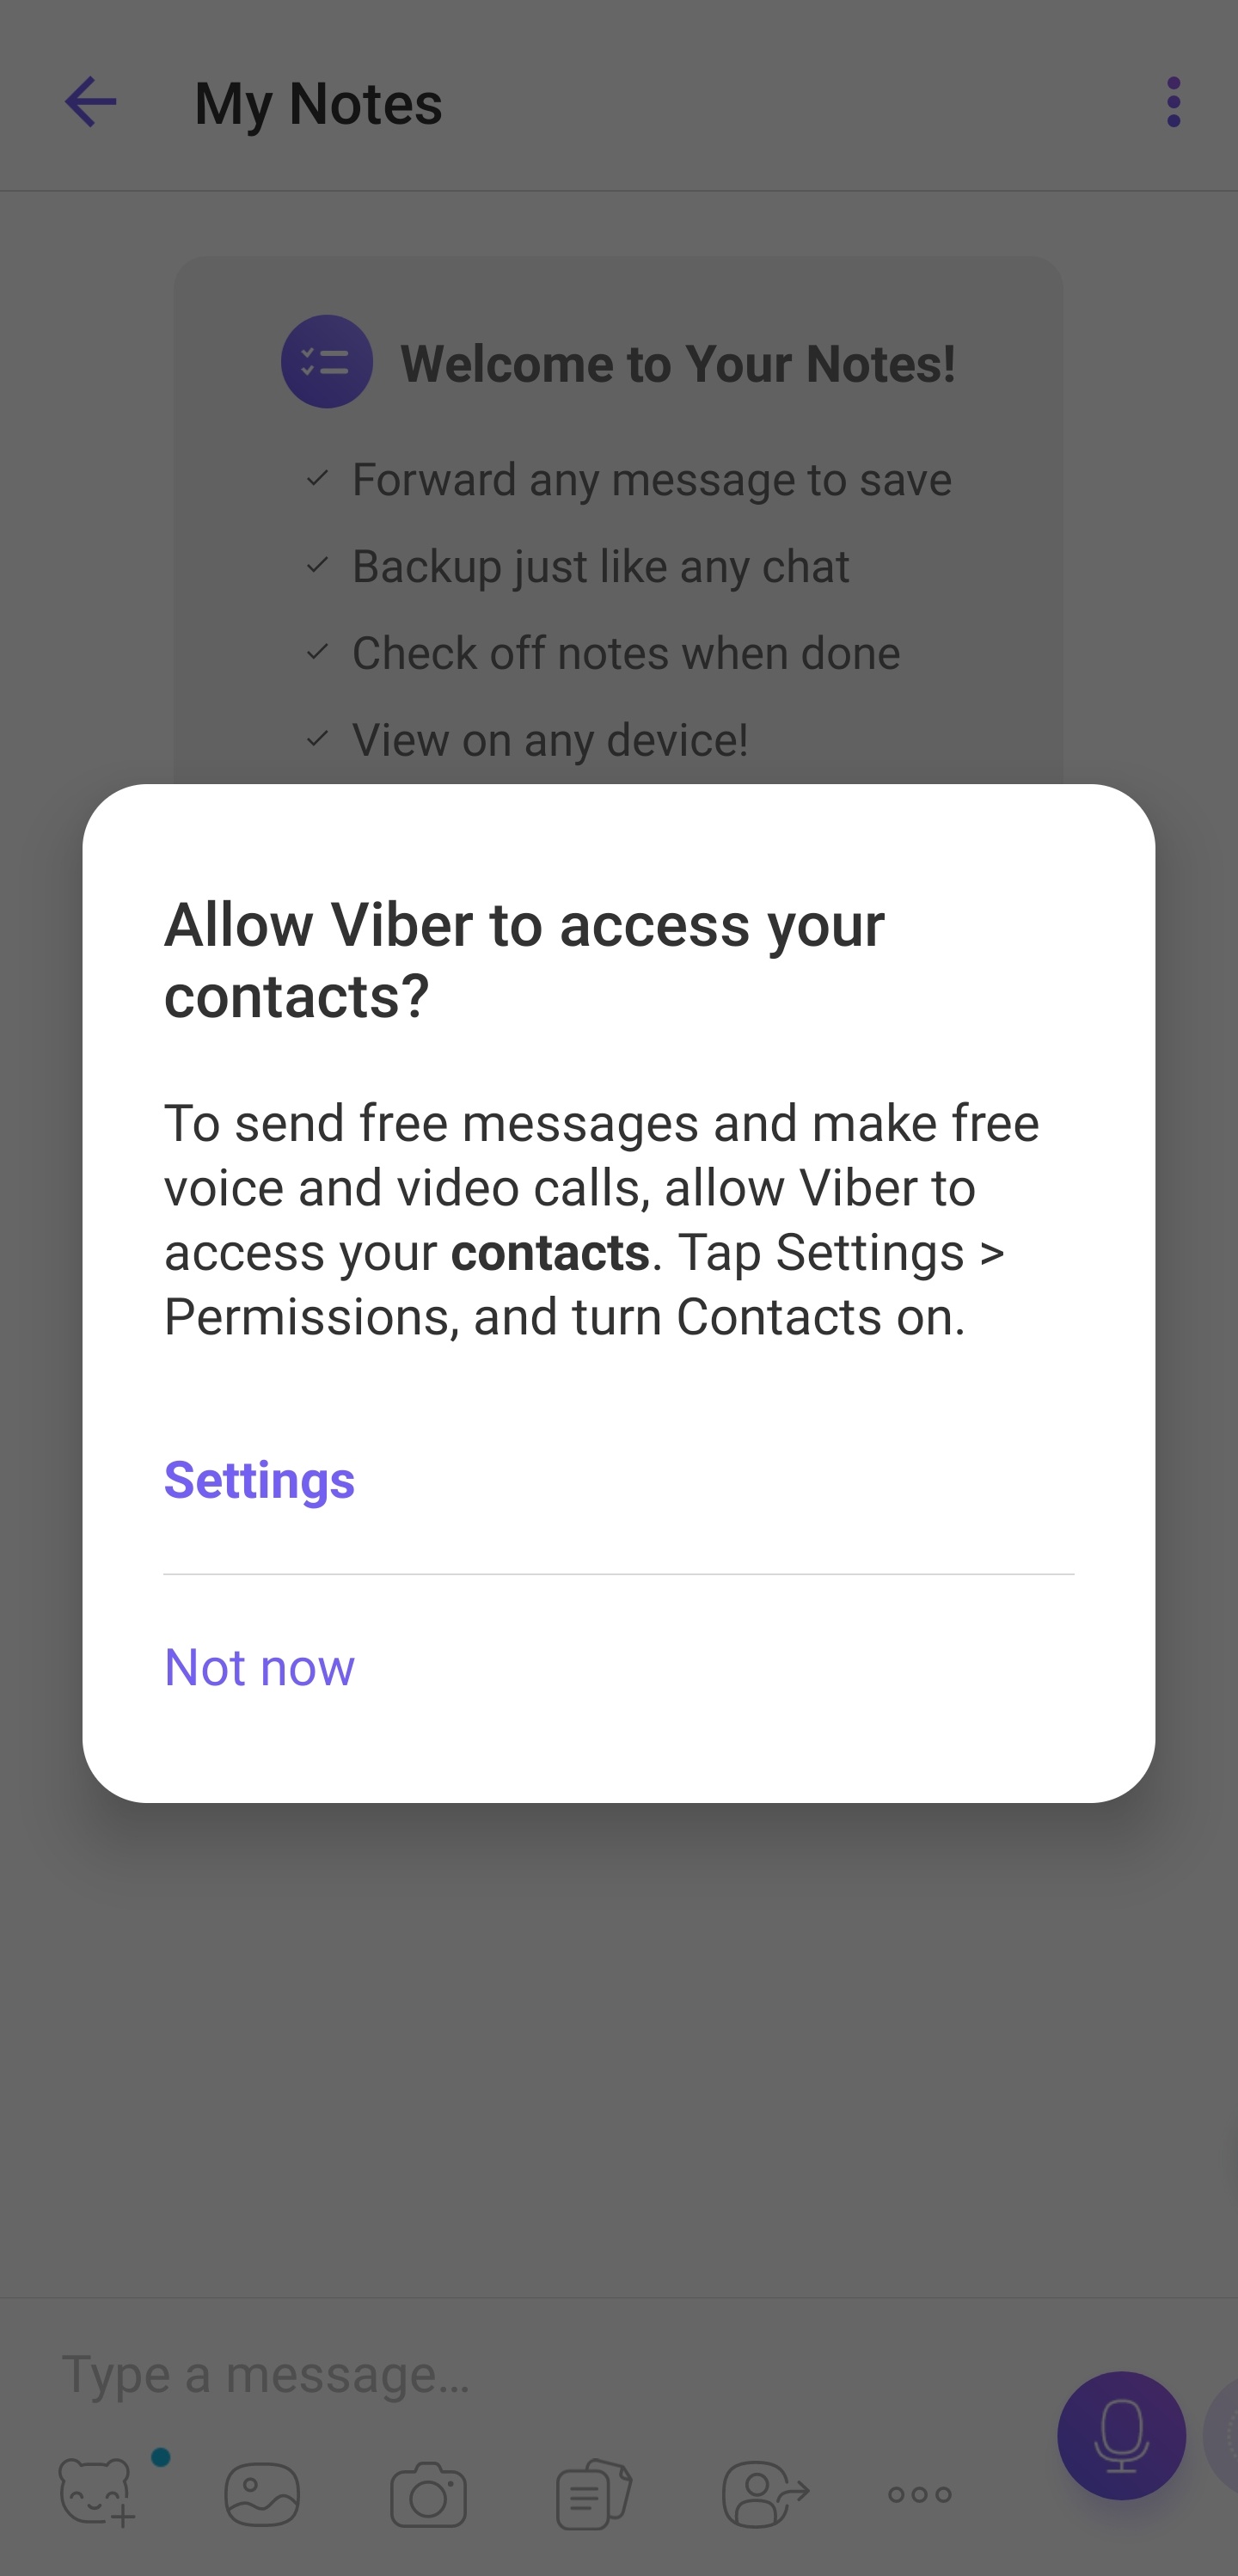 My Notes
Welcome to Your Notes!
Forward any message to save
Backup just like any chat
Check off notes when done
View on any device!
Allow Viber to access your
contacts?
To send free messages and make free
voice and video calls, allow Viber to
access your contacts. Tap Settings >
Permissions, and turn Contacts on.
Settings
Not now
Type a message...